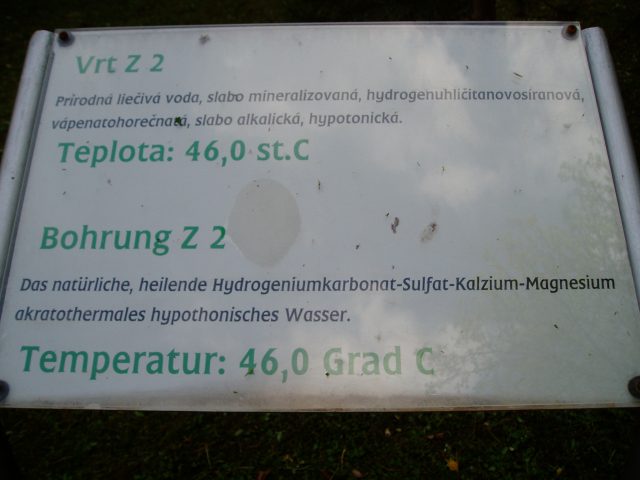 Vrt Z 2
Prírodná liečivá voda, slabo mineralizovaná, hydrogenuhličitanovosíranová,
vápenatohorečnatá, slabo alkalická, hypotonická.
Teplota: 46,0 st.C
Bohrung Z 2
Das natürliche, heilende Hydrogeniumkarbonat-Sulfat-Kalzium-Magnesium
akratothermales hypothonisches Wasser.
Temperatur: 46,0 Grad C